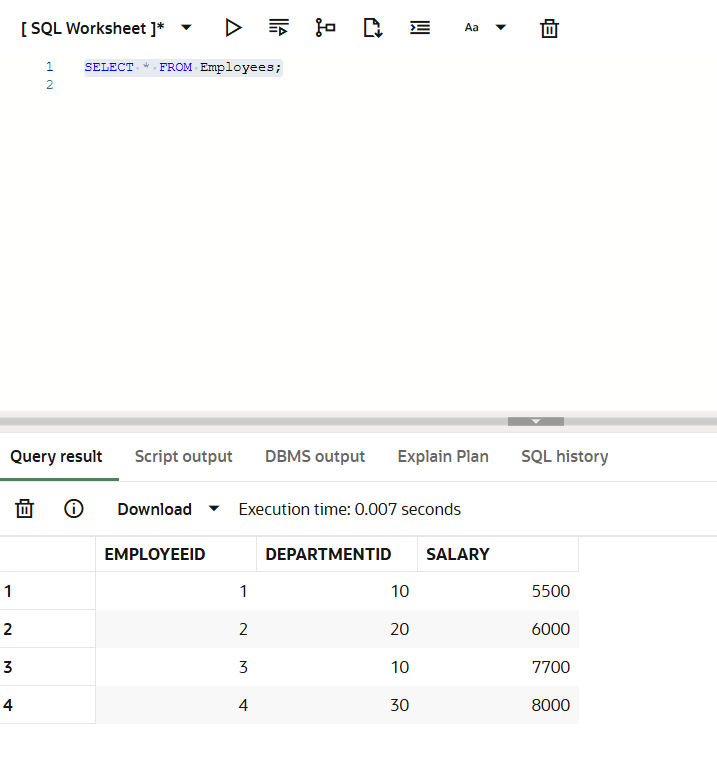 [ SQL Worksheet ]* Aa
1 SELECT * FROM Employees;
2
Query result Script output DBMS output Explain Plan SQL history
Download Execution time: 0.007 seconds
EMPLOYEEID DEPARTMENTID SALARY
1 1 10 5500
2 2 20 6000
3 3 10 7700
4 4 30 8000